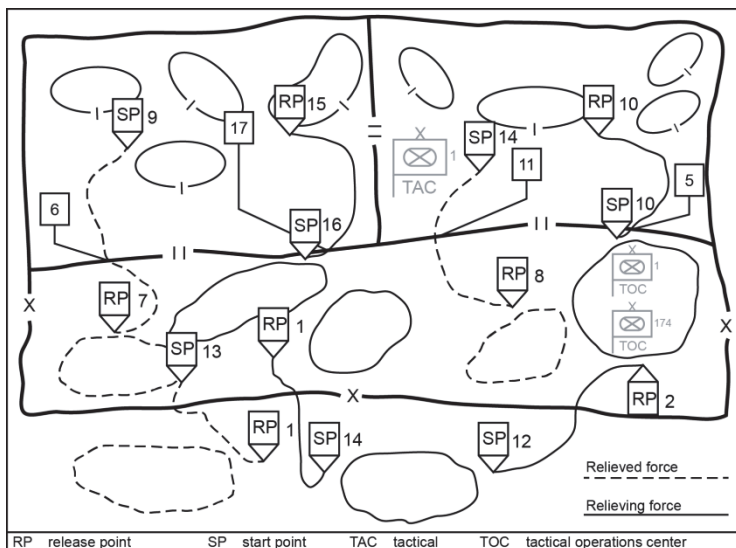 RP 15
RP 10
SP 9
17
SP 14
X
1
TAC
11
5
6
SP 16
SP 10
X
1
TOC
RP 7
RP 8
X
X
X
174
TOC
SP 13
RP 1
X
RP 2
RP 1
SP 14
SP 12
Relieved force
Relieving force
RP release point SP start point TAC tactical TOC tactical operations center